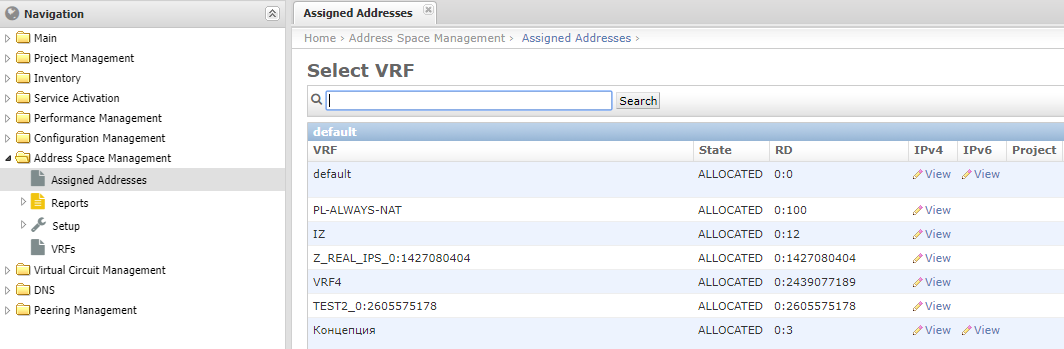 Navigation
Main
Project Management
Inventory
Service Activation
Performance Management
Configuration Management
Address Space Management
Assigned Addresses
Reports
Setup
VRFs
Virtual Circuit Management
DNS
Peering Management
Assigned Addresses
Home › Address Space Management › Assigned Addresses ›
Select VRF
Search
default
VRF State RD IPv4 IPv6 Project
default ALLOCATED 0:0 View View
PL-ALWAYS-NAT ALLOCATED 0:100 View
IZ ALLOCATED 0:12 View
Z_REAL_IPS_0:1427080404 ALLOCATED 0:1427080404 View
VRF4 ALLOCATED 0:2439077189 View
TEST2_0:2605575178 ALLOCATED 0:2605575178 View
Концепция ALLOCATED 0:3 View View